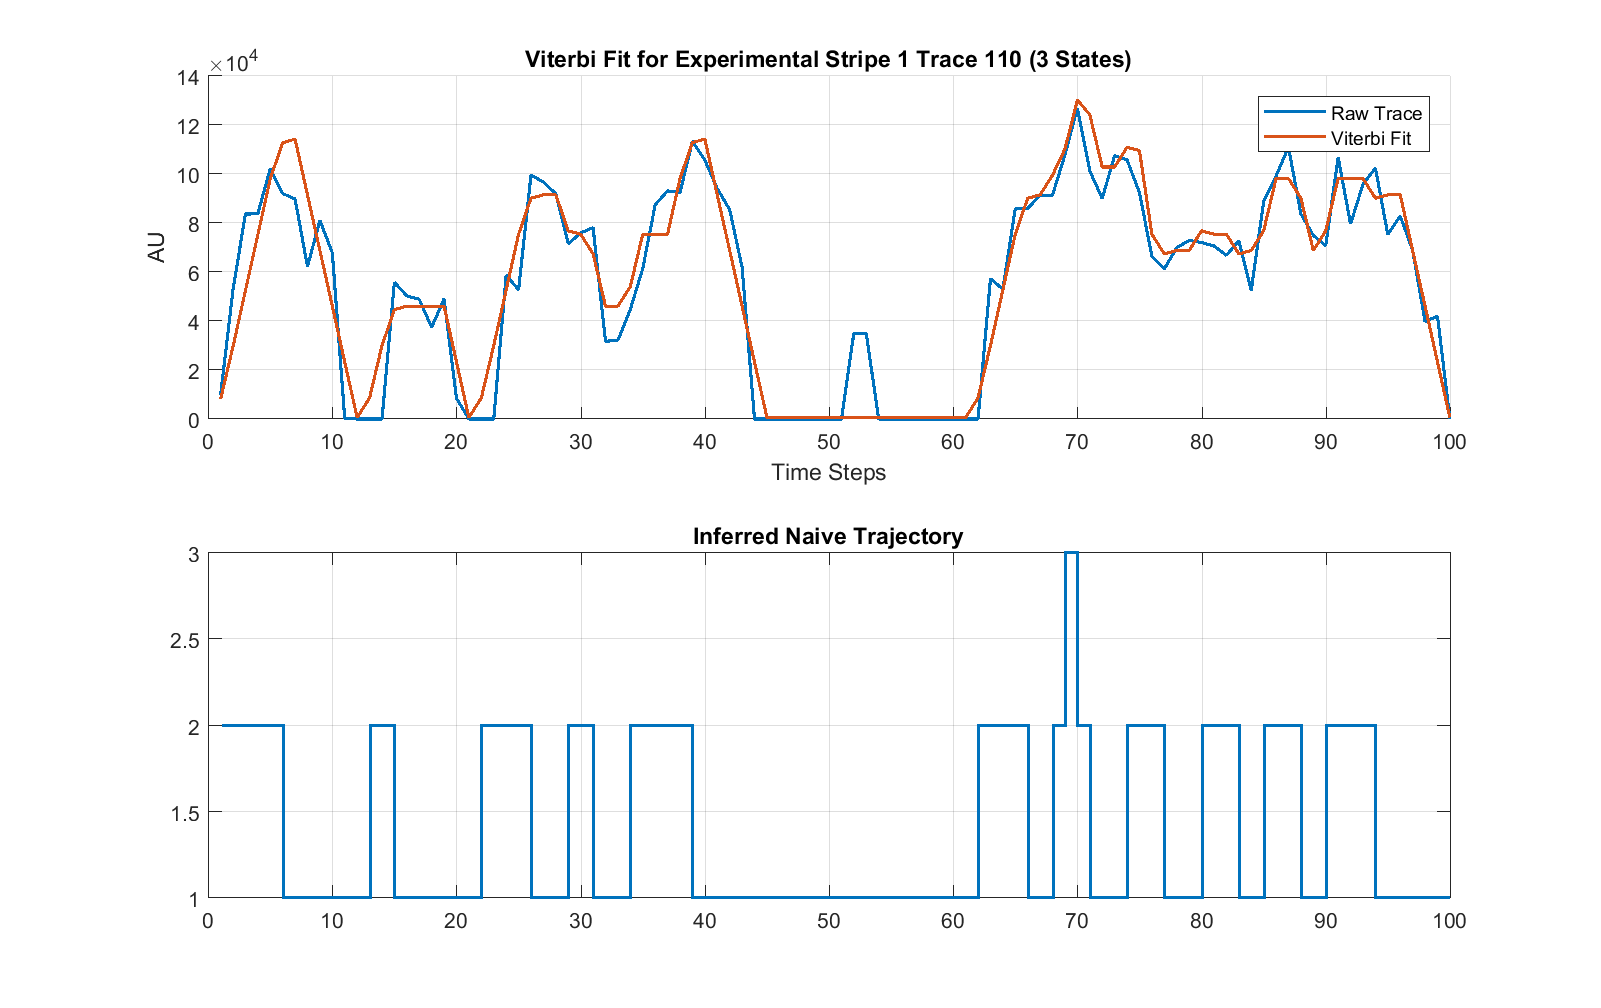 Viterbi Fit for Experimental Stripe 1 Trace 110 (3 States)
×10⁴
14
12
10
8
6
4
2
0
AU
Raw Trace
Viterbi Fit
0 10 20 30 40 50 60 70 80 90 100
Time Steps
Inferred Naive Trajectory
3
2.5
2
1.5
1
0 10 20 30 40 50 60 70 80 90 100